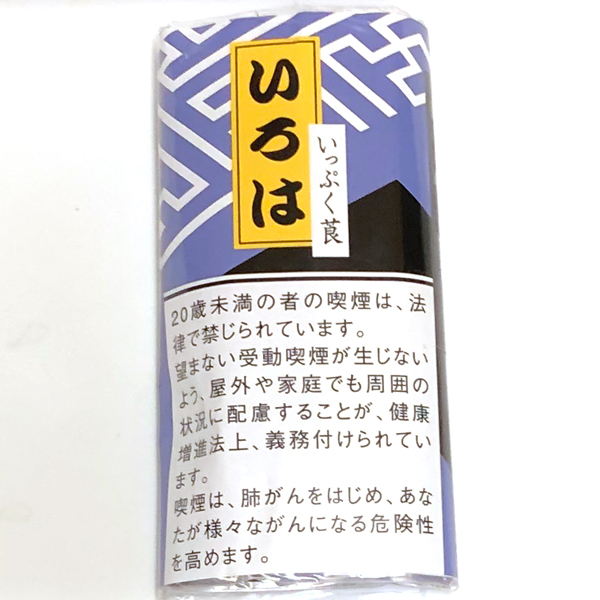 いろは
いっぷく莨
20歳未満の者の喫煙は、法
律で禁じられています。
望まない受動喫煙が生じない
よう、屋外や家庭でも周囲の
状況に配慮することが、健康
増進法上、義務付けられてい
ます。
喫煙は、肺がんをはじめ、あな
たが様々ながんになる危険性
を高めます。